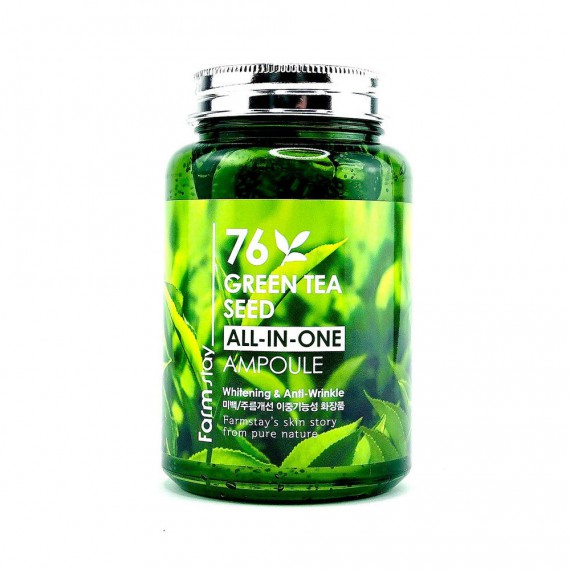 76
GREEN TEA
SEED
ALL-IN-ONE
AMPOULE
Whitening & Anti-Wrinkle
미백/주름개선 이중기능성 화장품
Farmstay's skin story
from pure nature
Farmstay